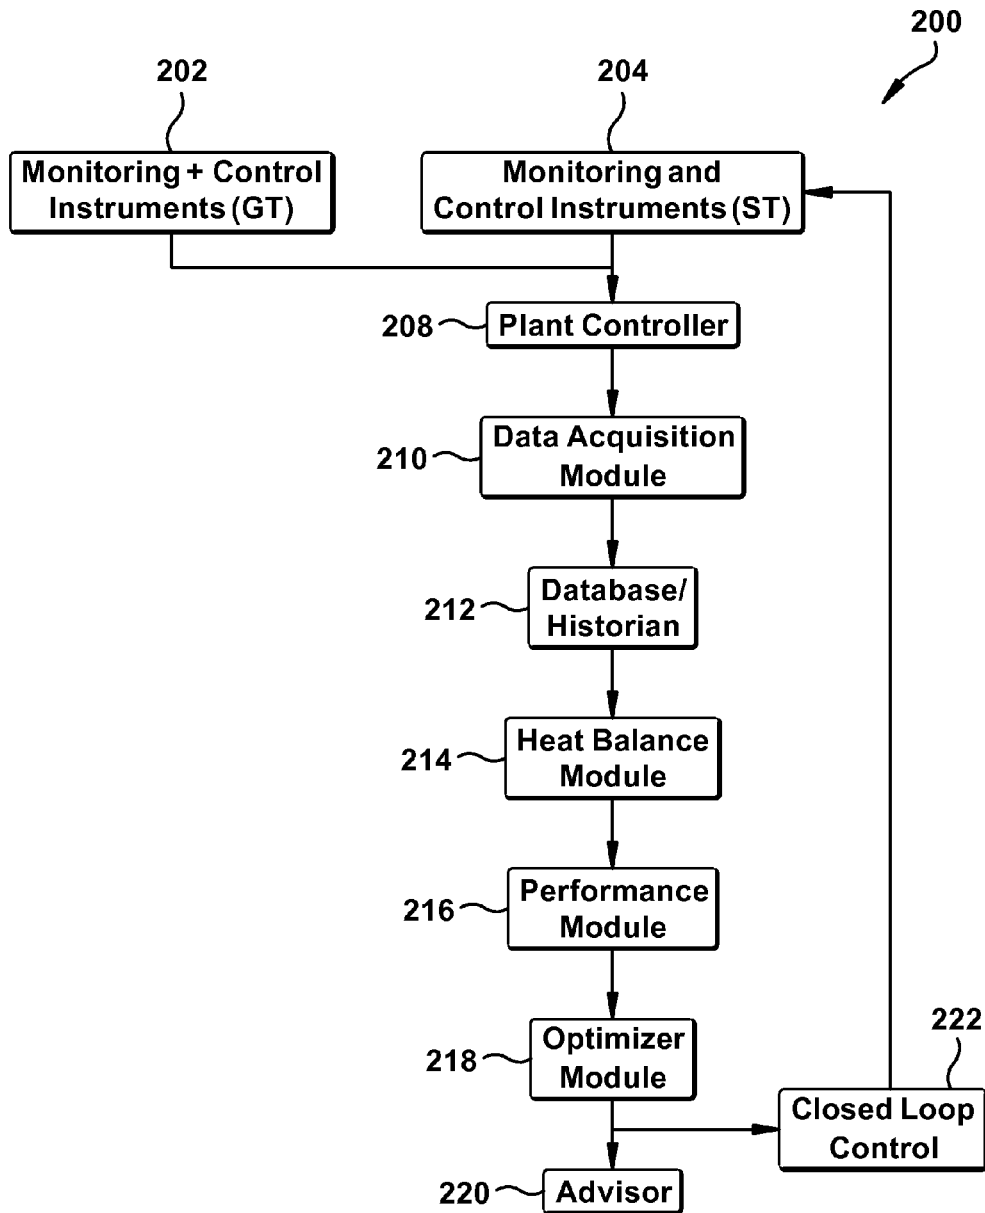 200
202
204
Monitoring + Control
Instruments (GT)
Monitoring and
Control Instruments (ST)
208
Plant Controller
210
Data Acquisition
Module
212
Database/
Historian
214
Heat Balance
Module
216
Performance
Module
218
Optimizer
Module
222
Closed Loop
Control
220
Advisor